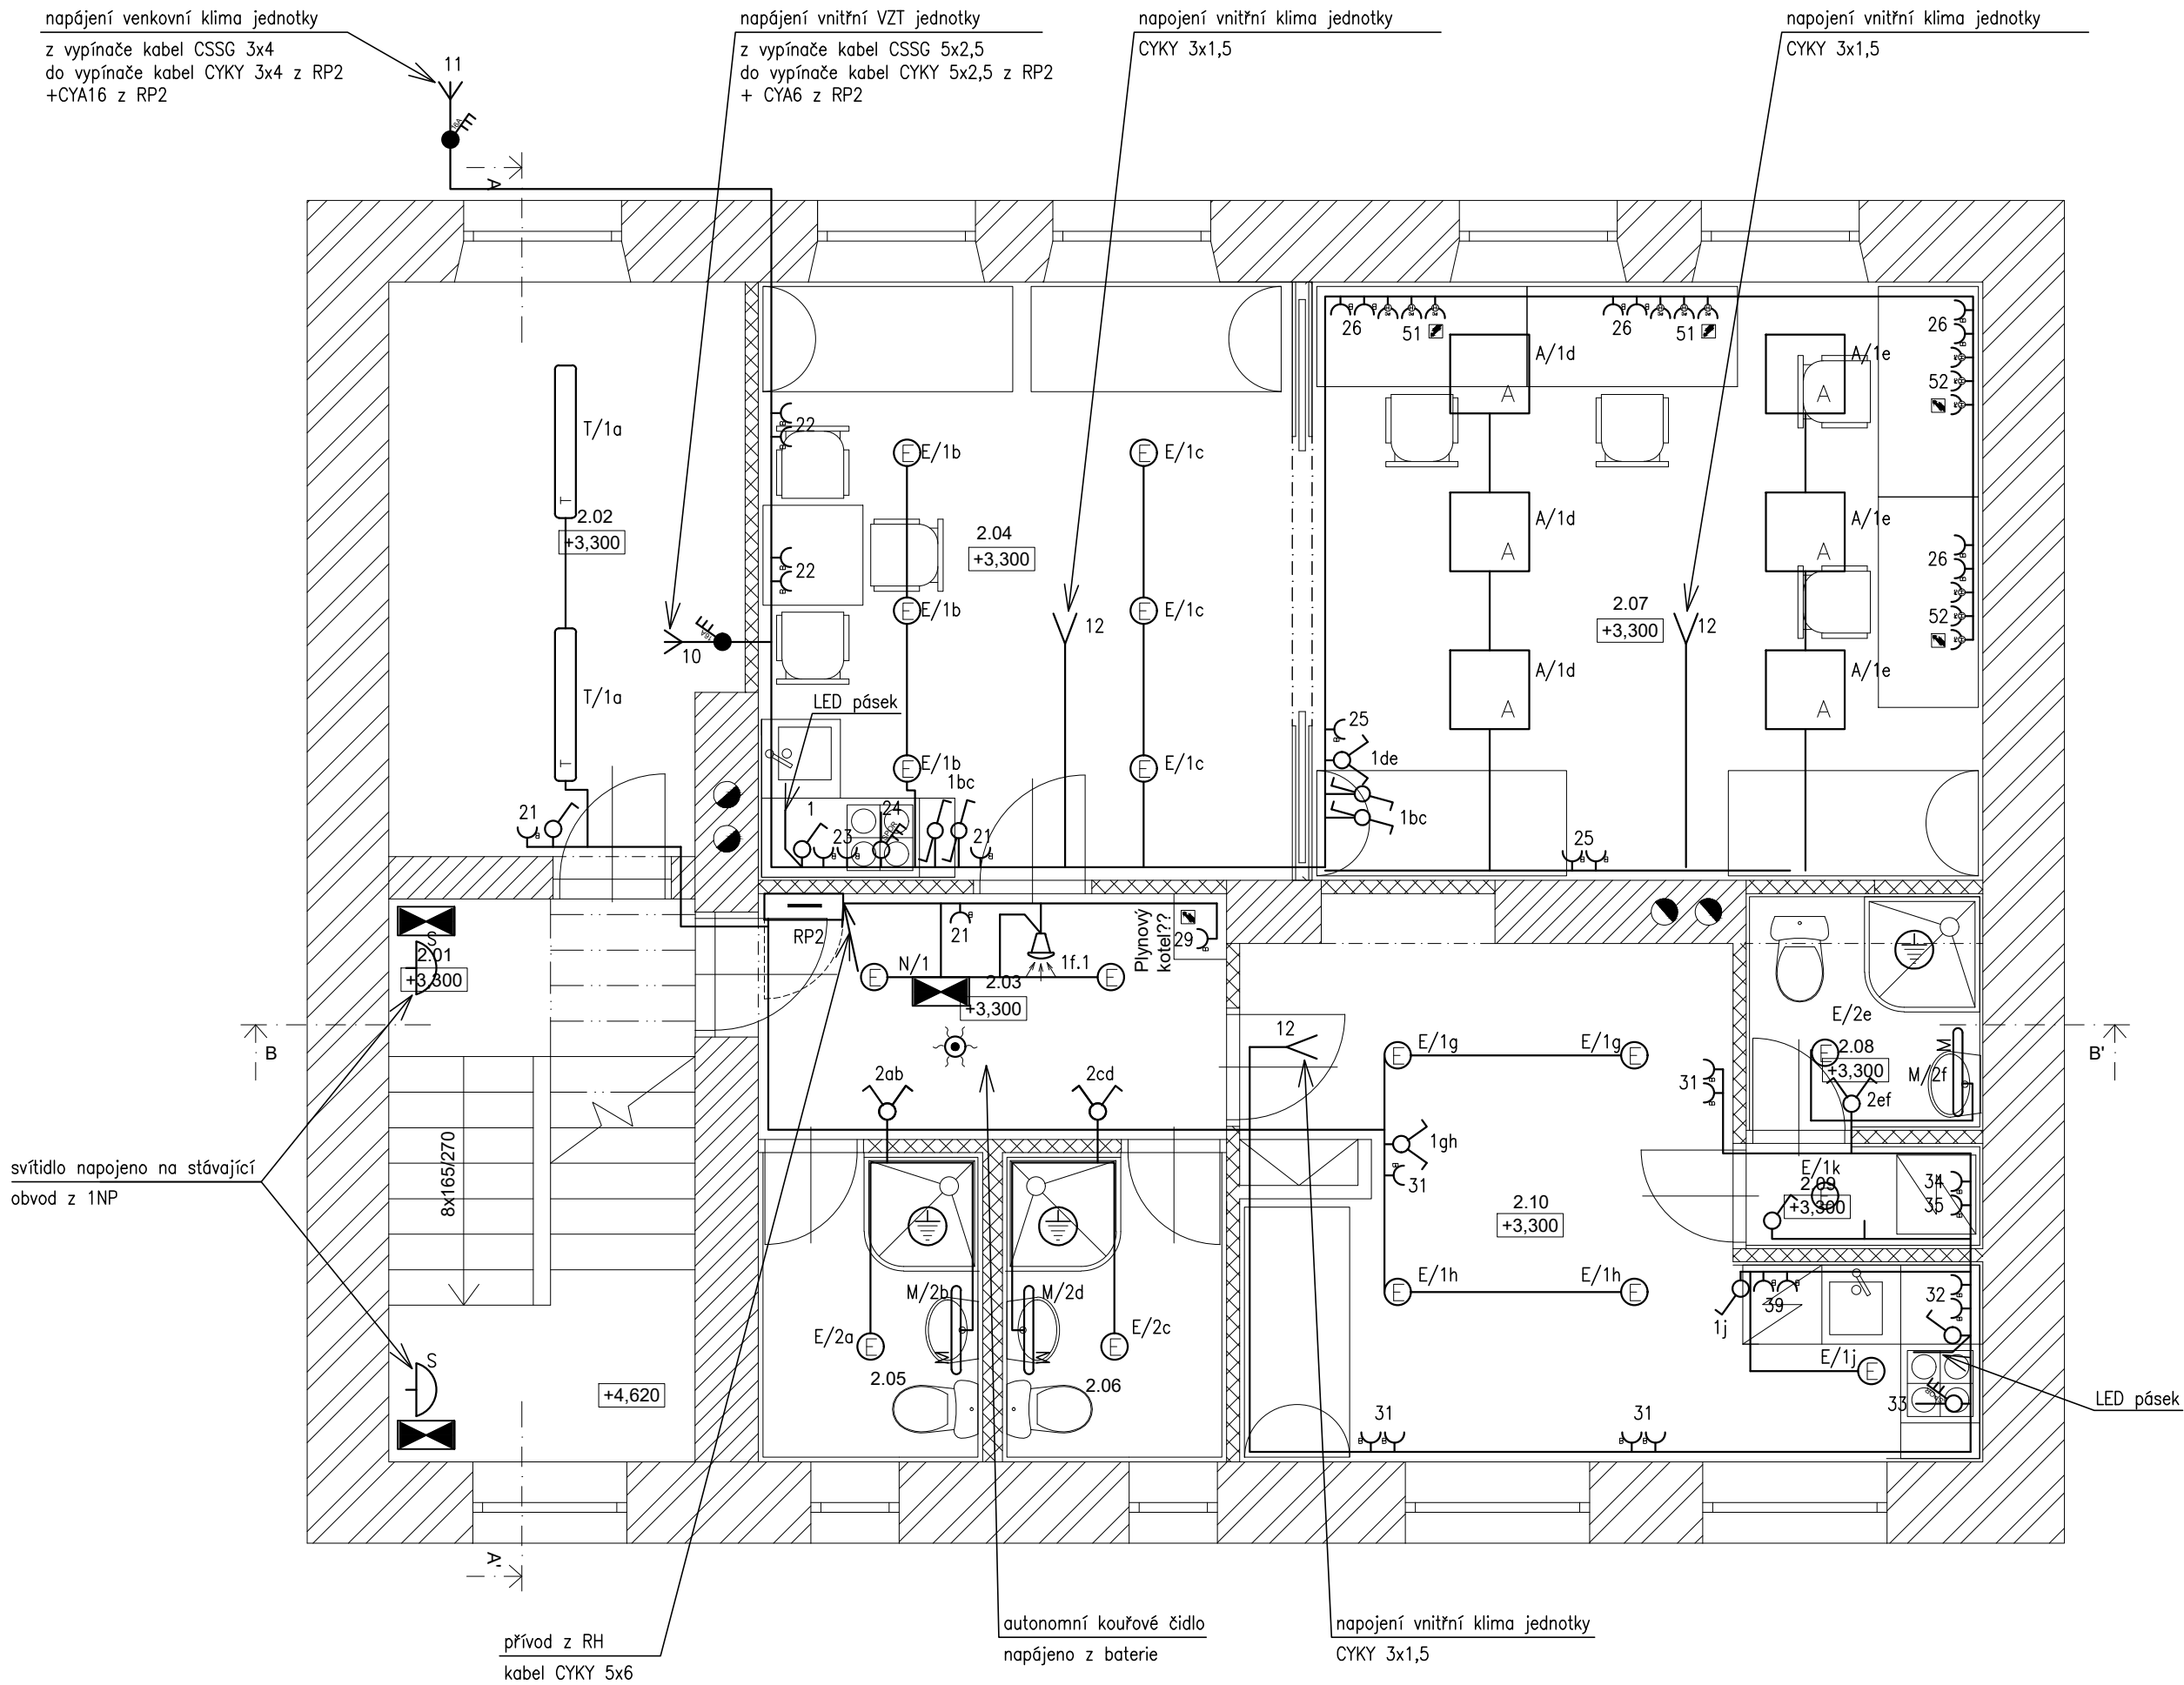 napájení venkovní klima jednotky
z vypínače kabel CSSG 3x4
do vypínače kabel CYKY 3x4 z RP2
+CYA16 z RP2
11
16A
napájení vnitřní VZT jednotky
z vypínače kabel CSSG 5x2,5
do vypínače kabel CYKY 5x2,5 z RP2
+ CYA6 z RP2
napojení vnitřní klima jednotky
CYKY 3x1,5
napojení vnitřní klima jednotky
CYKY 3x1,5
A
26
51
26
51
26
52
A/1d
A
A/1e
A
T/1a
T
22
E
E/1b
E
E/1c
2.02
+3,300
2.04
+3,300
A/1d
A
A/1e
A
22
26
52
E
E/1b
E
E/1c
12
2.07
+3,300
12
16A
10
T/1a
T
LED pásek
A/1d
A
A/1e
A
25
1de
1bc
E
E/1b
E
E/1c
1bc
21
1
23
24
21
25
RP2
21
N/1
E
1f.1
E
Plynový
kotel??
29
2.03
+3,300
S
2.01
+3,300
B
B'
12
E
E/1g
E/1g
E
E/2e
E
2.08
+3,300
M
M/2f
2ef
31
2ab
2cd
1gh
31
svítidlo napojeno na stávající
obvod z 1NP
8x165/270
2.10
+3,300
E/1k
E
2.09
+3,300
34
35
E
E/1h
E/1h
E
M/2b
M
M/2d
M
E/2a
E
E
E/2c
39
1j
32
E/1j
E
33
LED pásek
S
+4,620
2.05
2.06
31
31
A'
přívod z RH
kabel CYKY 5x6
autonomní kouřové čidlo
napájeno z baterie
napojení vnitřní klima jednotky
CYKY 3x1,5